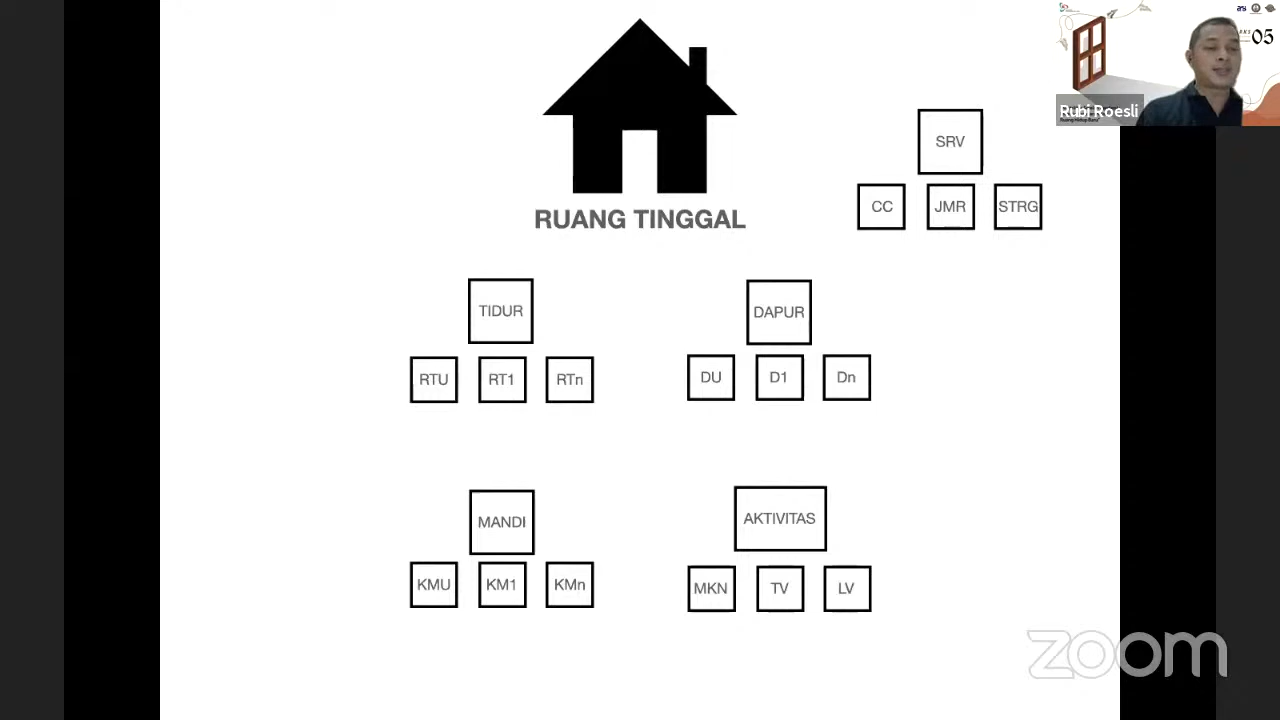 05
Rubi Roesli
RUANG TINGGAL
SRV
CC JMR STRG
TIDUR
RTU RT1 RTn
DAPUR
DU D1 Dn
MANDI
KMU KM1 KMn
AKTIVITAS
MKN TV LV
zoom